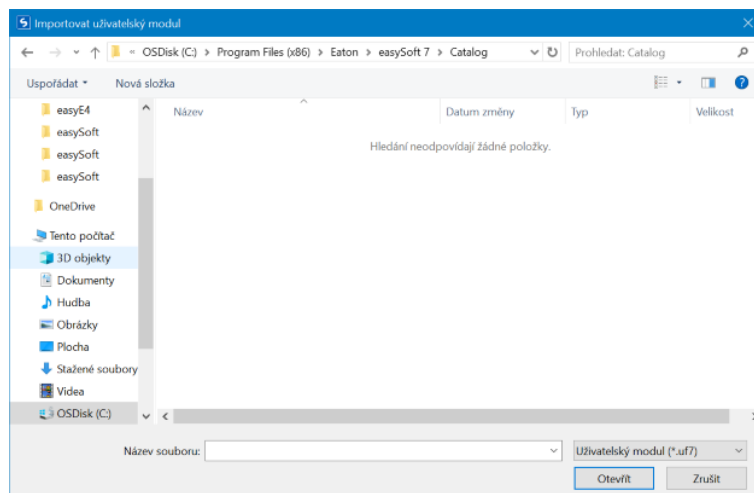 Importovat uživatelský modul
« OSDisk (C:) › Program Files (x86) › Eaton › easySoft 7 › Catalog
Prohledat: Catalog
Uspořádat
Nová složka
Název
Datum změny
Typ
Velikost
Hledání neodpovídají žádné položky.
easyE4
easySoft
easySoft
easySoft
OneDrive
Tento počítač
3D objekty
Dokumenty
Hudba
Obrázky
Plocha
Stažené soubory
Videa
OSDisk (C:)
Název souboru:
Uživatelský modul (*.uf7)
Otevřít
Zrušit